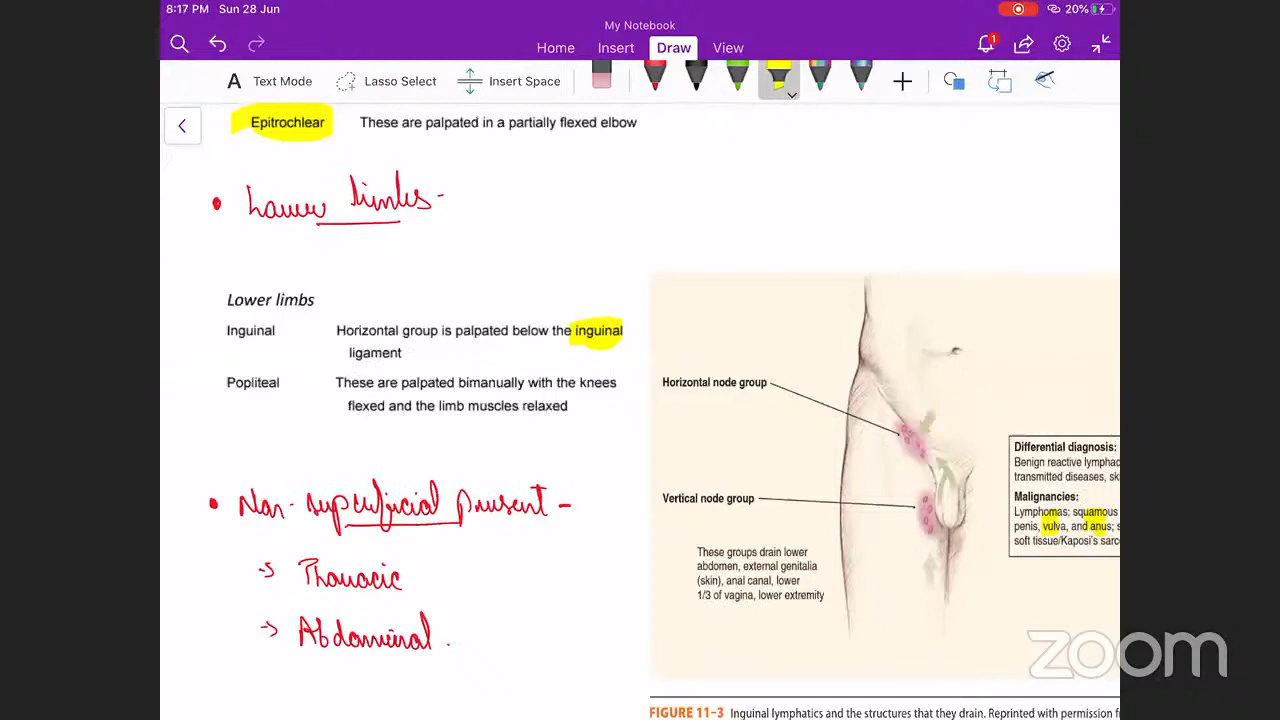 8:17 PM Sun 28 Jun
20%
My Notebook
Home Insert Draw View
1
A Text Mode Lasso Select Insert Space
Epitrochlear These are palpated in a partially flexed elbow
Lower limbs -
Lower limbs
Inguinal Horizontal group is palpated below the inguinal
ligament
Popliteal These are palpated bimanually with the knees
flexed and the limb muscles relaxed
Non-superficial present -
→ Thoracic
→ Abdominal.
Horizontal node group
Vertical node group
These groups drain lower
abdomen, external genitalia
(skin), anal canal, lower
1/3 of vagina, lower extremity
Differential diagnosis:
Benign reactive lymphad
transmitted diseases, ski
Malignancies:
Lymphomas; squamous
penis, vulva, and anus; s
soft tissue/Kaposi's sarco
FIGURE 11-3 Inguinal lymphatics and the structures that they drain. Reprinted with permission f
zoom